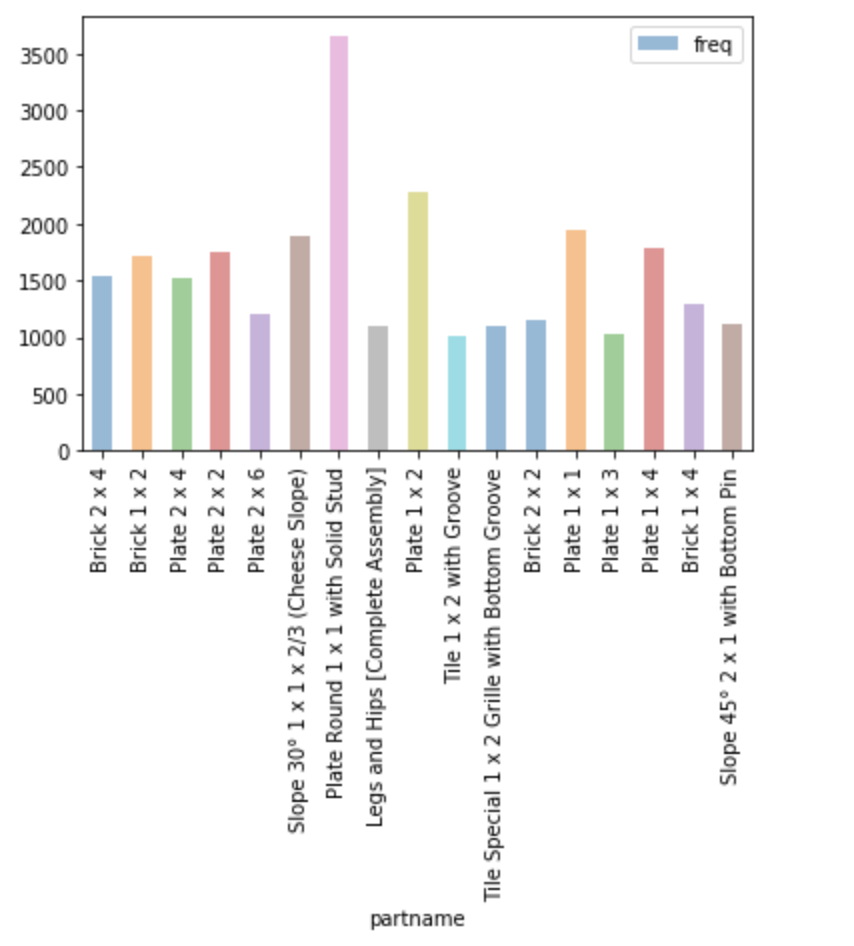 freq
3500
3000
2500
2000
1500
1000
500
0
Brick 2 x 4
Brick 1 x 2
Plate 2 x 4
Plate 2 x 2
Plate 2 x 6
Slope 30° 1 x 1 x 2/3 (Cheese Slope)
Plate Round 1 x 1 with Solid Stud
Legs and Hips [Complete Assembly]
Plate 1 x 2
Tile 1 x 2 with Groove
Tile Special 1 x 2 Grille with Bottom Groove
Brick 2 x 2
Plate 1 x 1
Plate 1 x 3
Plate 1 x 4
Brick 1 x 4
Slope 45° 2 x 1 with Bottom Pin
partname